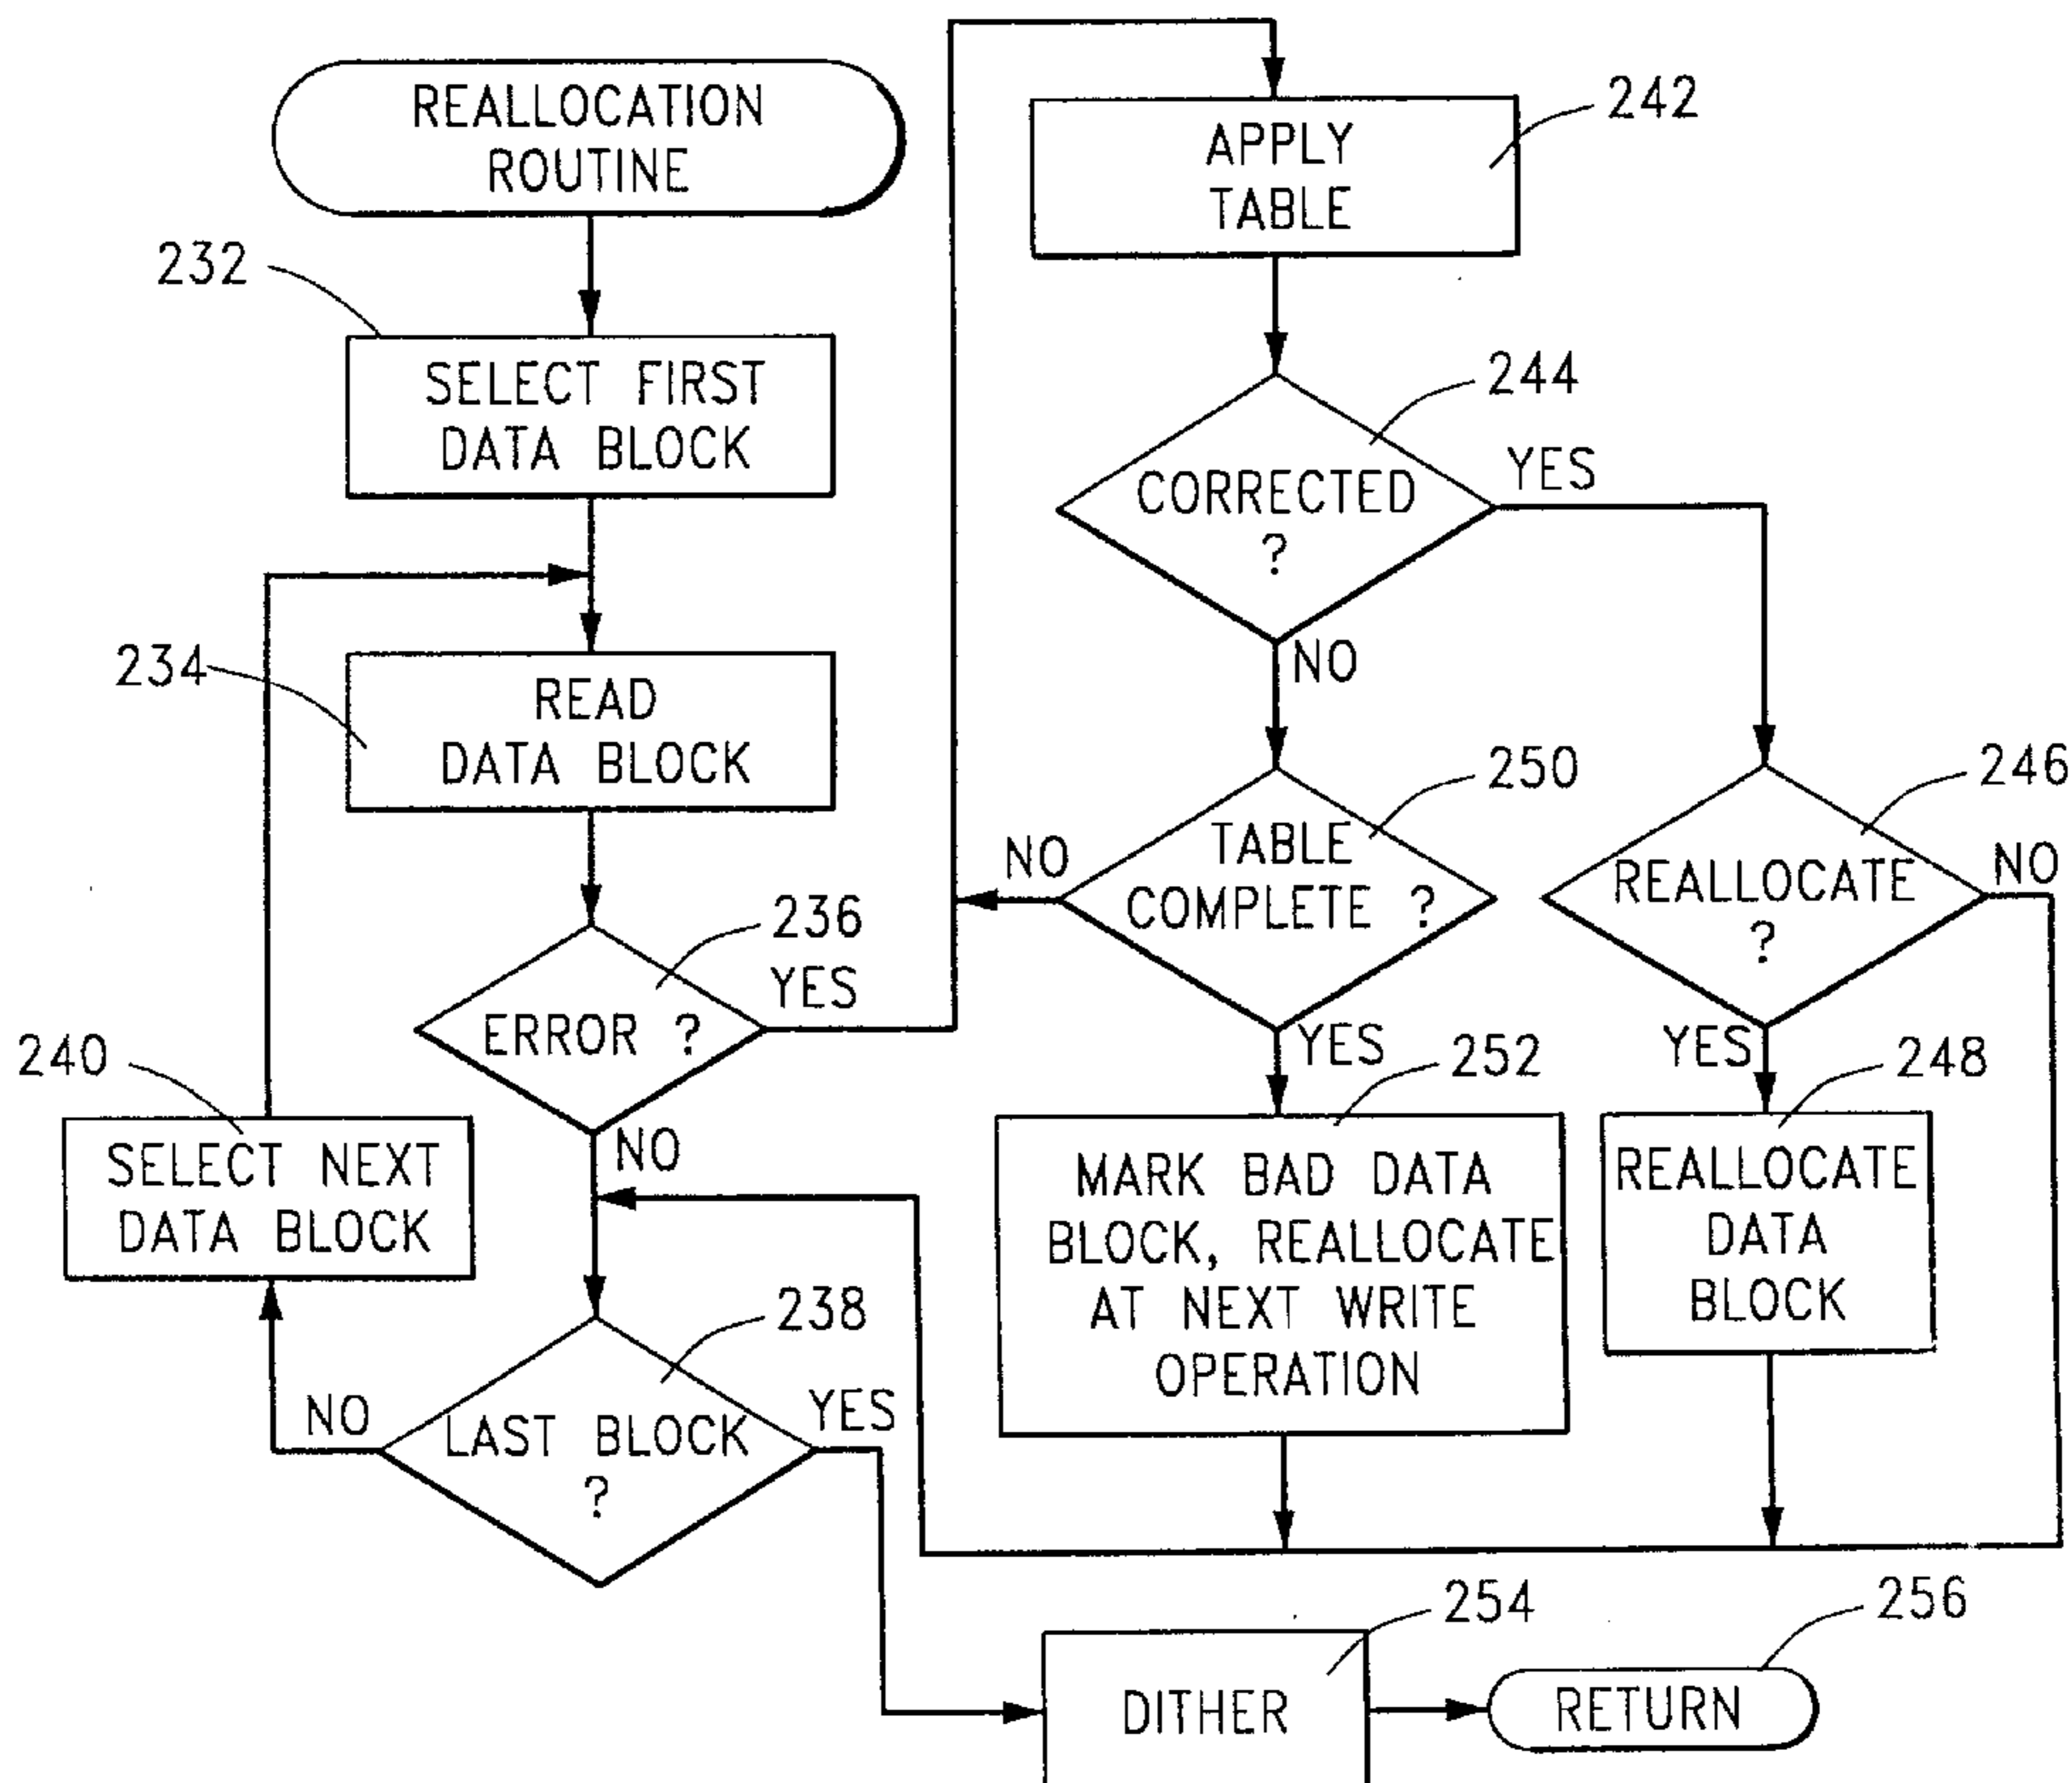 REALLOCATION
ROUTINE
232
SELECT FIRST
DATA BLOCK
234
READ
DATA BLOCK
236
ERROR ?
YES
NO
240
SELECT NEXT
DATA BLOCK
238
LAST BLOCK
?
NO
YES
242
APPLY
TABLE
244
CORRECTED
?
YES
NO
250
TABLE
COMPLETE ?
NO
YES
246
REALLOCATE
?
NO
YES
252
MARK BAD DATA
BLOCK, REALLOCATE
AT NEXT WRITE
OPERATION
248
REALLOCATE
DATA
BLOCK
254
DITHER
256
RETURN